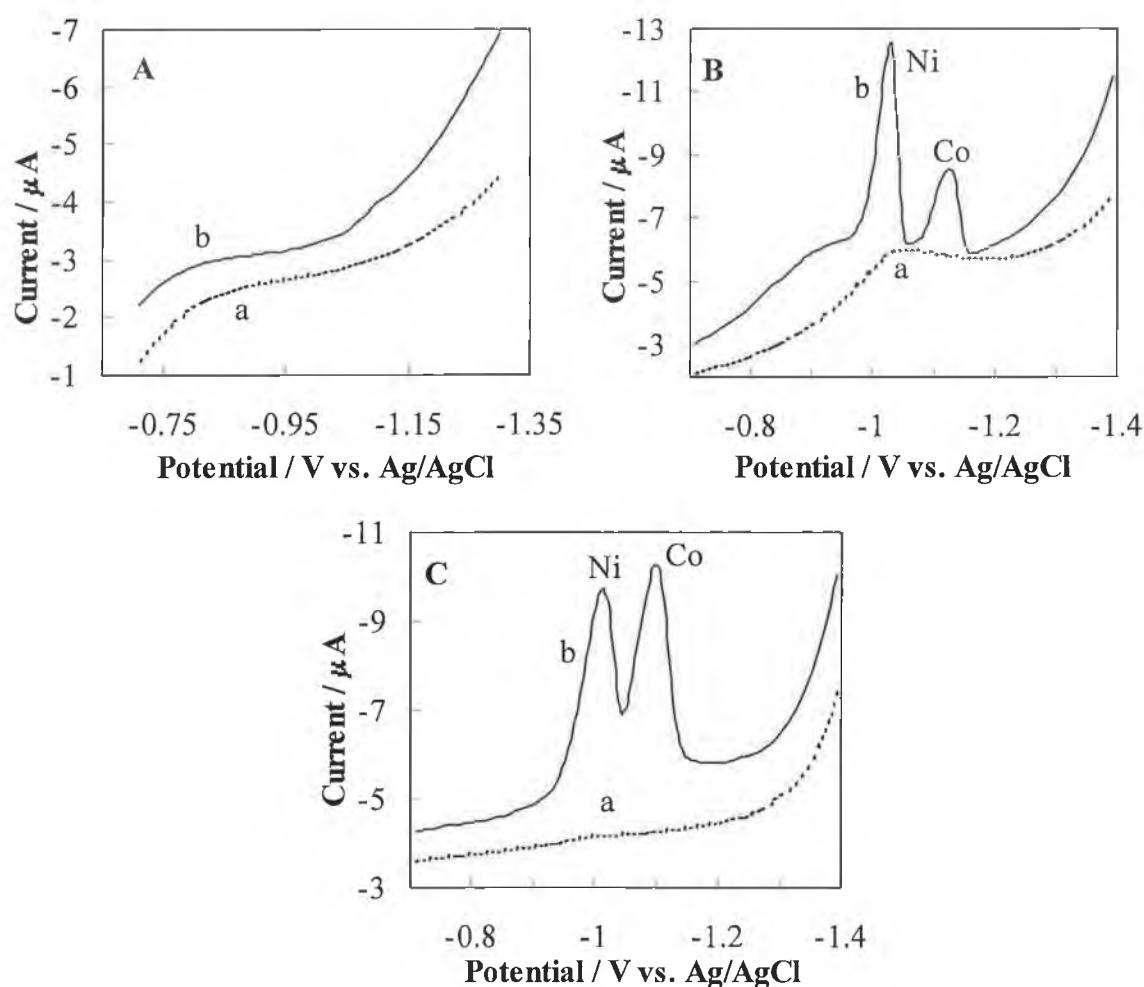 A
-7
-6
-5
-4
-3
-2
-1
Current / μA
b
a
-0.75 -0.95 -1.15 -1.35
Potential / V vs. Ag/AgCl
B
-13
-11
-9
-7
-5
-3
Current / μA
b
Ni
Co
a
-0.8 -1 -1.2 -1.4
Potential / V vs. Ag/AgCl
C
-11
-9
-7
-5
-3
Current / μA
Ni
Co
b
a
-0.8 -1 -1.2 -1.4
Potential / V vs. Ag/AgCl